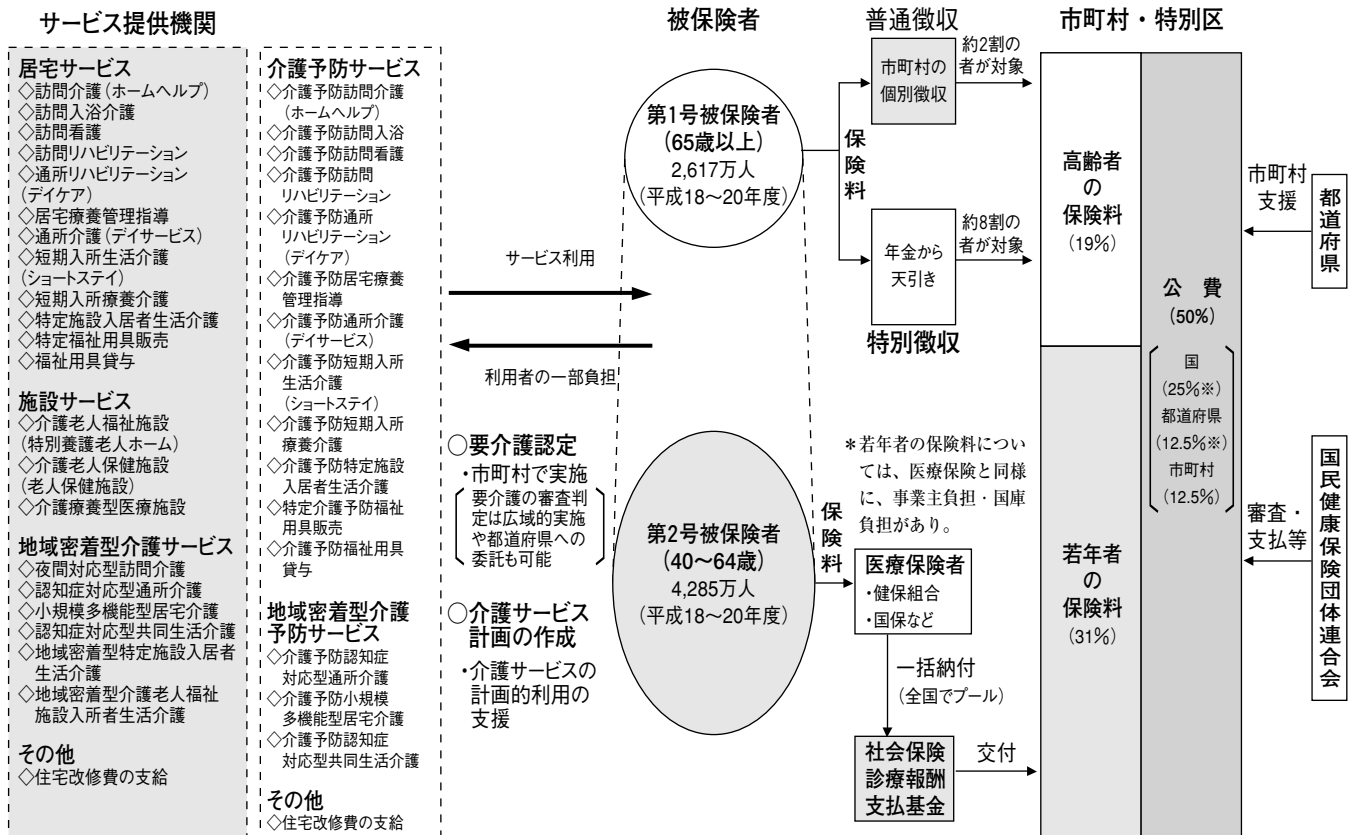 サービス提供機関
居宅サービス
◇訪問介護(ホームヘルプ)
◇訪問入浴介護
◇訪問看護
◇訪問リハビリテーション
◇通所リハビリテーション
(デイケア)
◇居宅療養管理指導
◇通所介護(デイサービス)
◇短期入所生活介護
(ショートステイ)
◇短期入所療養介護
◇特定施設入居者生活介護
◇特定福祉用具販売
◇福祉用具貸与
施設サービス
◇介護老人福祉施設
(特別養護老人ホーム)
◇介護老人保健施設
(老人保健施設)
◇介護療養型医療施設
地域密着型介護サービス
◇夜間対応型訪問介護
◇認知症対応型通所介護
◇小規模多機能型居宅介護
◇認知症対応型共同生活介護
◇地域密着型特定施設入居者
生活介護
◇地域密着型介護老人福祉
施設入所者生活介護
その他
◇住宅改修費の支給
介護予防サービス
◇介護予防訪問介護
(ホームヘルプ)
◇介護予防訪問入浴
◇介護予防訪問看護
◇介護予防訪問
リハビリテーション
◇介護予防通所
リハビリテーション
(デイケア)
◇介護予防居宅療養
管理指導
◇介護予防通所介護
(デイサービス)
◇介護予防短期入所
生活介護
(ショートステイ)
◇介護予防短期入所
療養介護
◇介護予防特定施設
入居者生活介護
◇特定介護予防福祉
用具販売
◇介護予防福祉用具
貸与
地域密着型介護
予防サービス
◇介護予防認知症
対応型通所介護
◇介護予防小規模
多機能型居宅介護
◇介護予防認知症
対応型共同生活介護
その他
◇住宅改修費の支給
サービス利用
利用者の一部負担
○要介護認定
・市町村で実施
要介護の審査判
定は広域的実施
や都道府県への
委託も可能
○介護サービス
計画の作成
・介護サービスの
計画的利用の
支援
被保険者
第1号被保険者
(65歳以上)
2,617万人
(平成18〜20年度)
第2号被保険者
(40〜64歳)
4,285万人
(平成18〜20年度)
保険料
普通徴収
市町村の
個別徴収
約2割の
者が対象
年金から
天引き
約8割の
者が対象
特別徴収
*若年者の保険料につい
ては、医療保険と同様
に、事業主負担・国庫
負担があり。
保険料
医療保険者
・健保組合
・国保など
一括納付
(全国でプール)
社会保険
診療報酬
支払基金
交付
市町村・特別区
高齢者
の
保険料
(19%)
若年者
の
保険料
(31%)
公費
(50%)
国
(25%※)
都道府県
(12.5%※)
市町村
(12.5%)
市町村
支援
都道府県
審査・
支払等
国民健康保険団体連合会